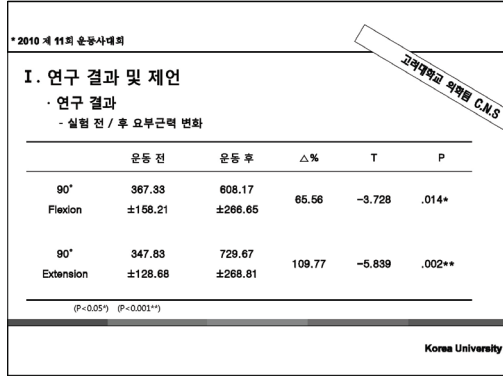 * 2010 제 11회 운동사대회
고려대학교 의학팀 C.N.S
Ⅰ. 연구 결과 및 제언
· 연구 결과
- 실험 전 / 후 요부근력 변화
운동 전 운동 후 △% T P
90˚ 367.33 608.17
65.56 -3.728 .014*
Flexion ±158.21 ±266.65
90˚ 347.83 729.67
109.77 -5.839 .002**
Extension ±128.68 ±268.81
(P<0.05*) (P<0.001**)
Korea University